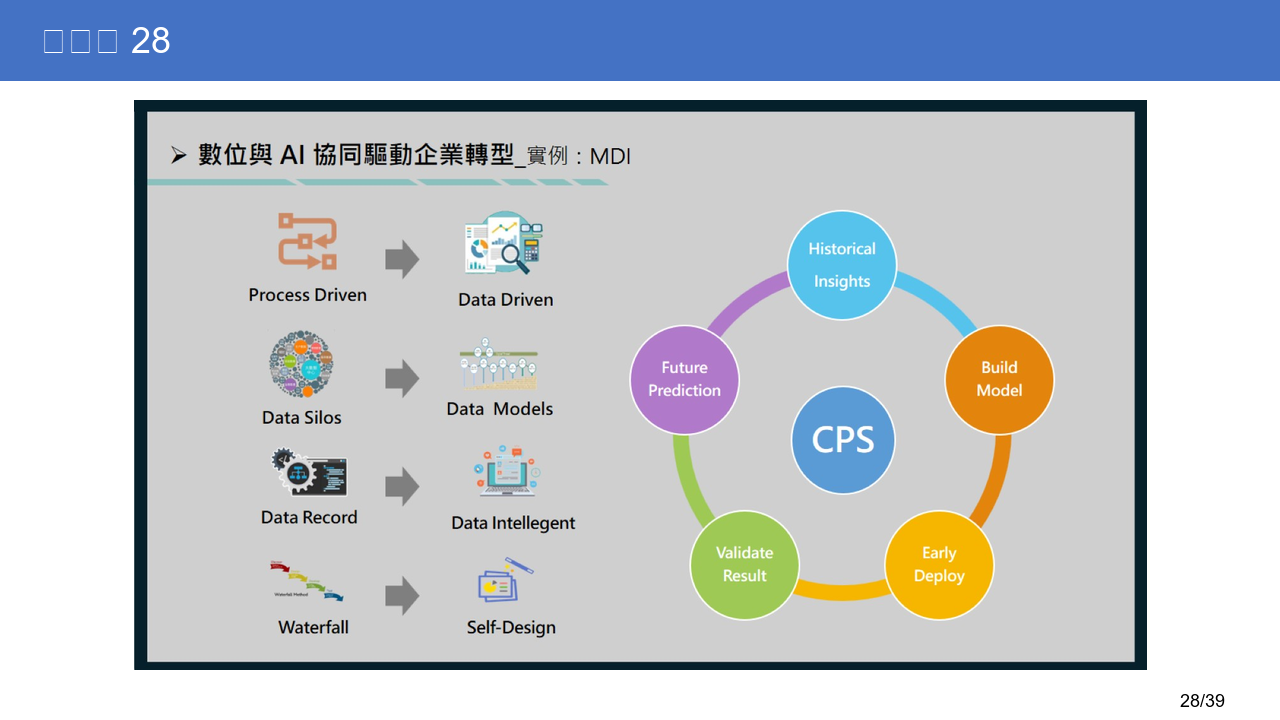 28
➢ 數位與 AI 協同驅動企業轉型_實例：MDI
Process Driven
Data Driven
Data Silos
Data Models
Data Record
Data Intellegent
Waterfall Method
Waterfall
Self-Design
Historical
Insights
Build
Model
Early
Deploy
Validate
Result
Future
Prediction
CPS
28/39